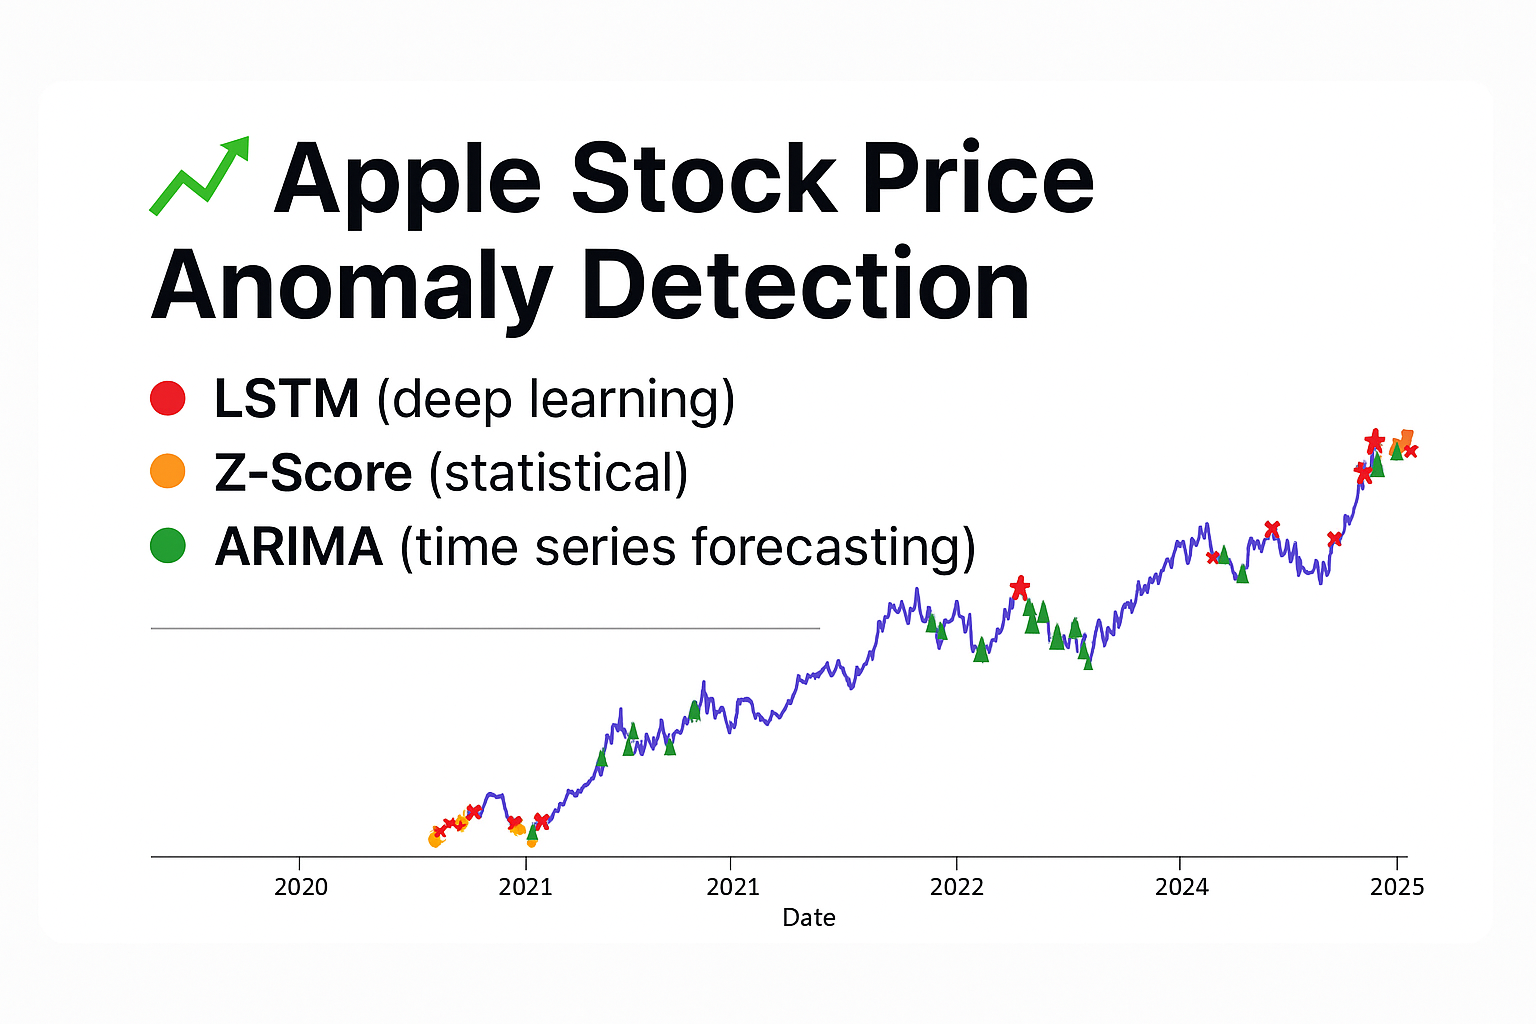 Apple Stock Price
Anomaly Detection
LSTM (deep learning)
Z-Score (statistical)
ARIMA (time series forecasting)
2020 2021 2021 2022 2024 2025
Date